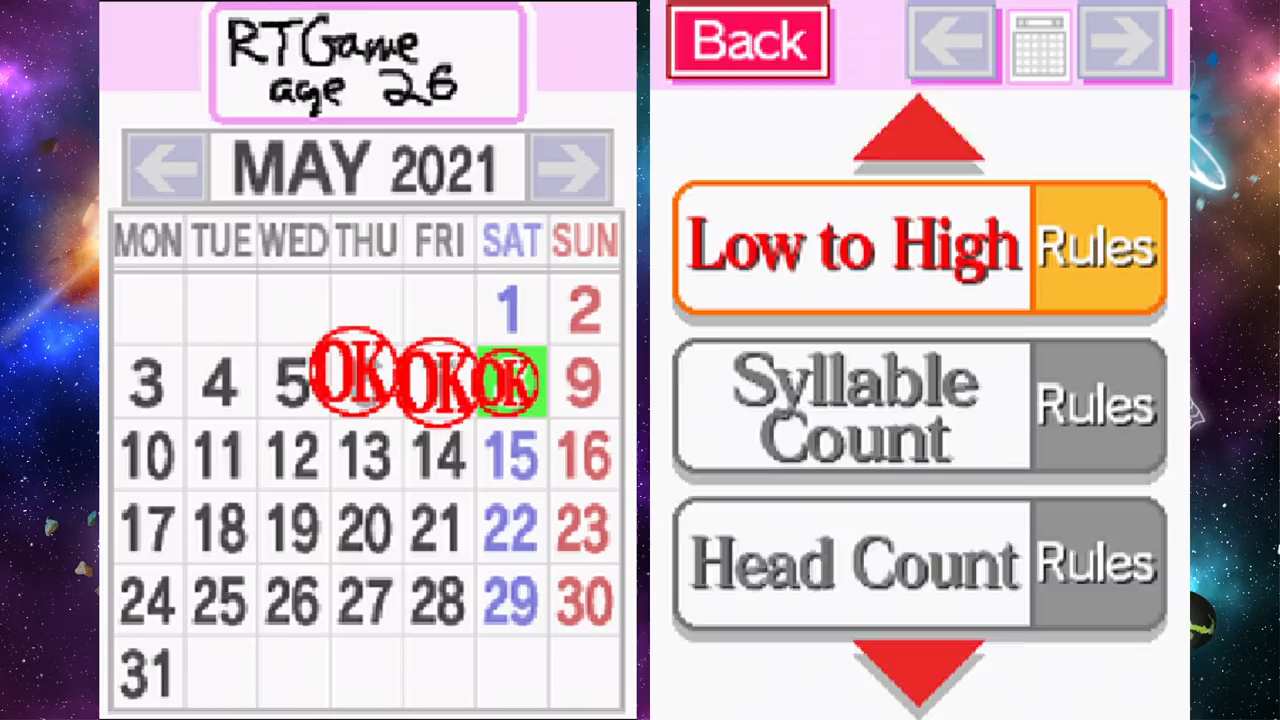 RTGame
age 26
MAY 2021
MON TUE WED THU FRI SAT SUN
1 2
3 4 5 OK OK OK 9
10 11 12 13 14 15 16
17 18 19 20 21 22 23
24 25 26 27 28 29 30
31
Back
Low to High Rules
Syllable
Count
Rules
Head Count Rules